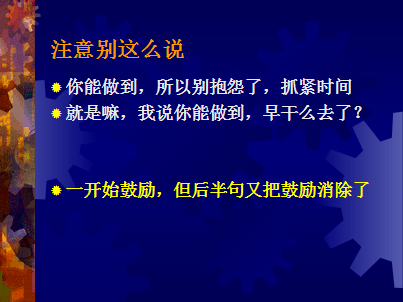 注意别这么说
你能做到，所以别抱怨了，抓紧时间
就是嘛，我说你能做到，早干么去了？
一开始鼓励，但后半句又把鼓励消除了